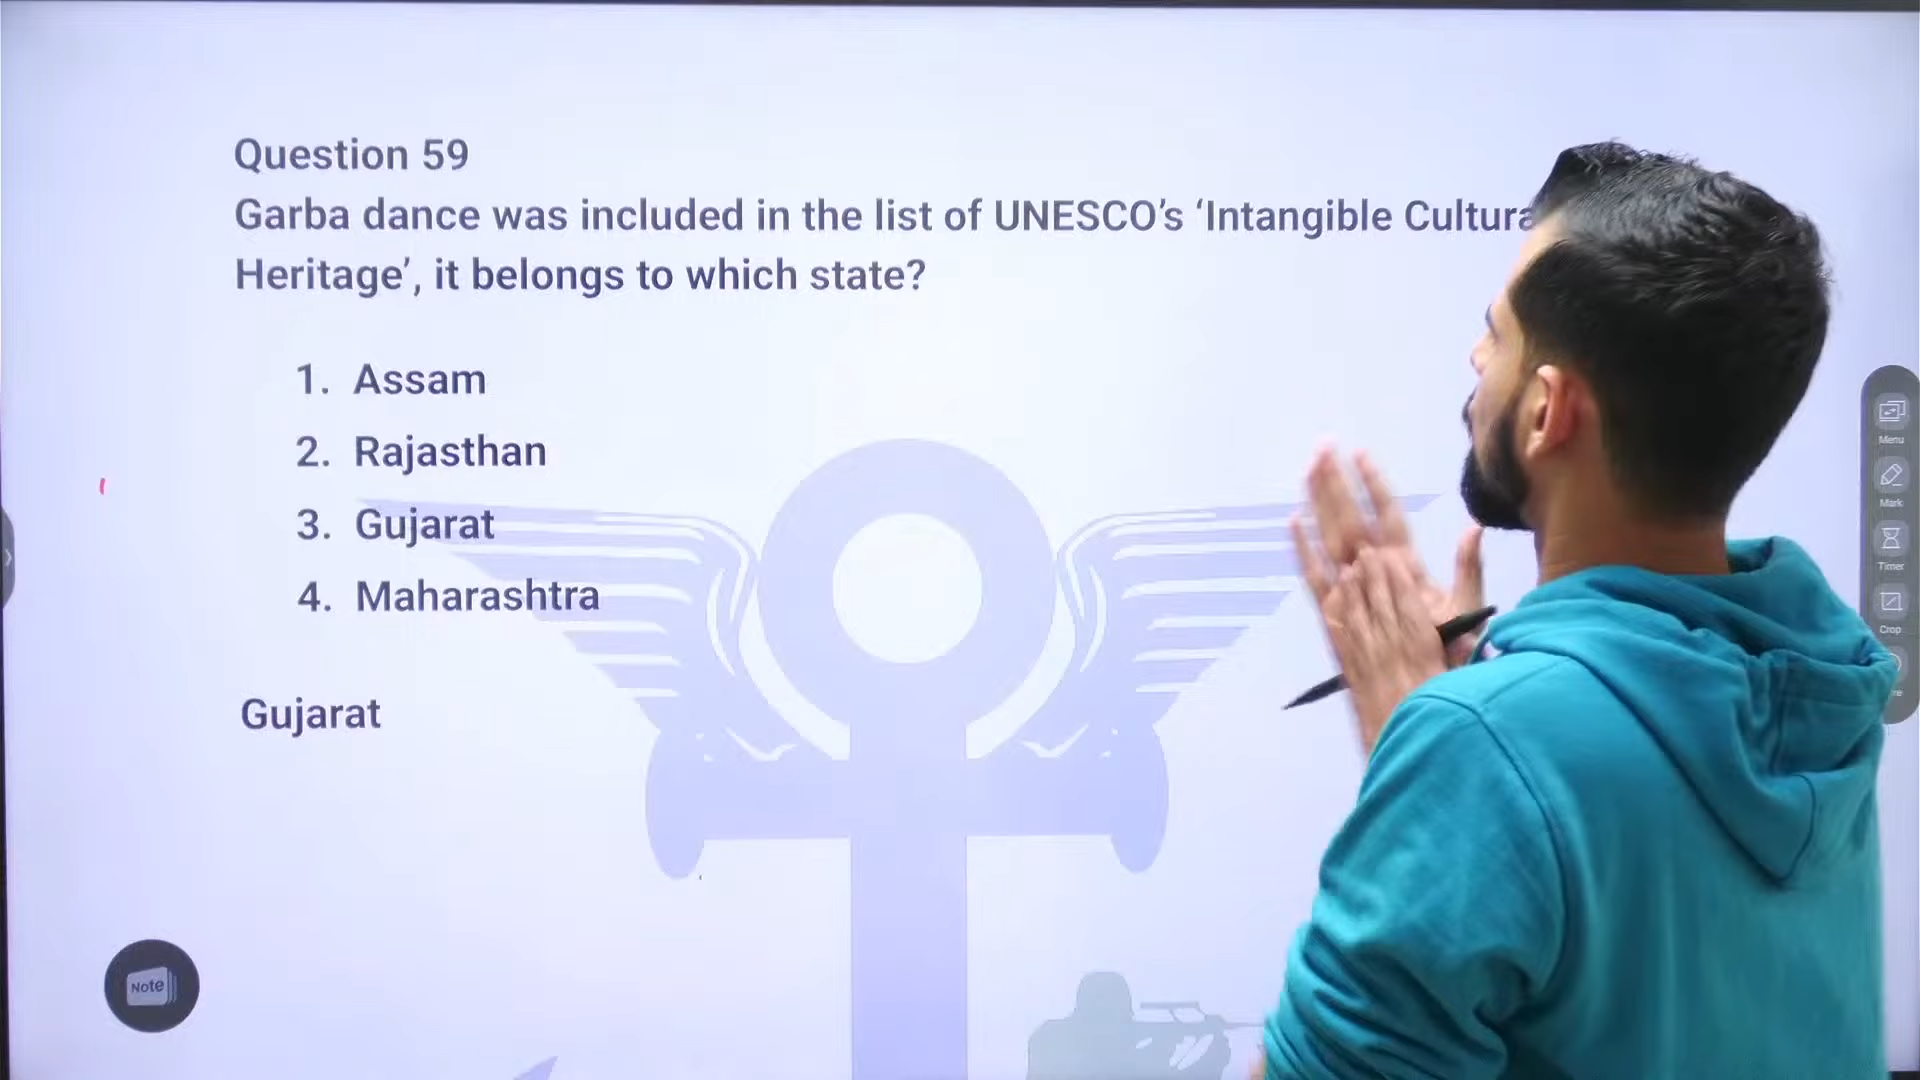 Question 59
Garba dance was included in the list of UNESCO’s ‘Intangible
Heritage’, it belongs to which state?
1. Assam
2. Rajasthan
3. Gujarat
4. Maharashtra
Gujarat
Menu
Mark
Timer
Crop
Note